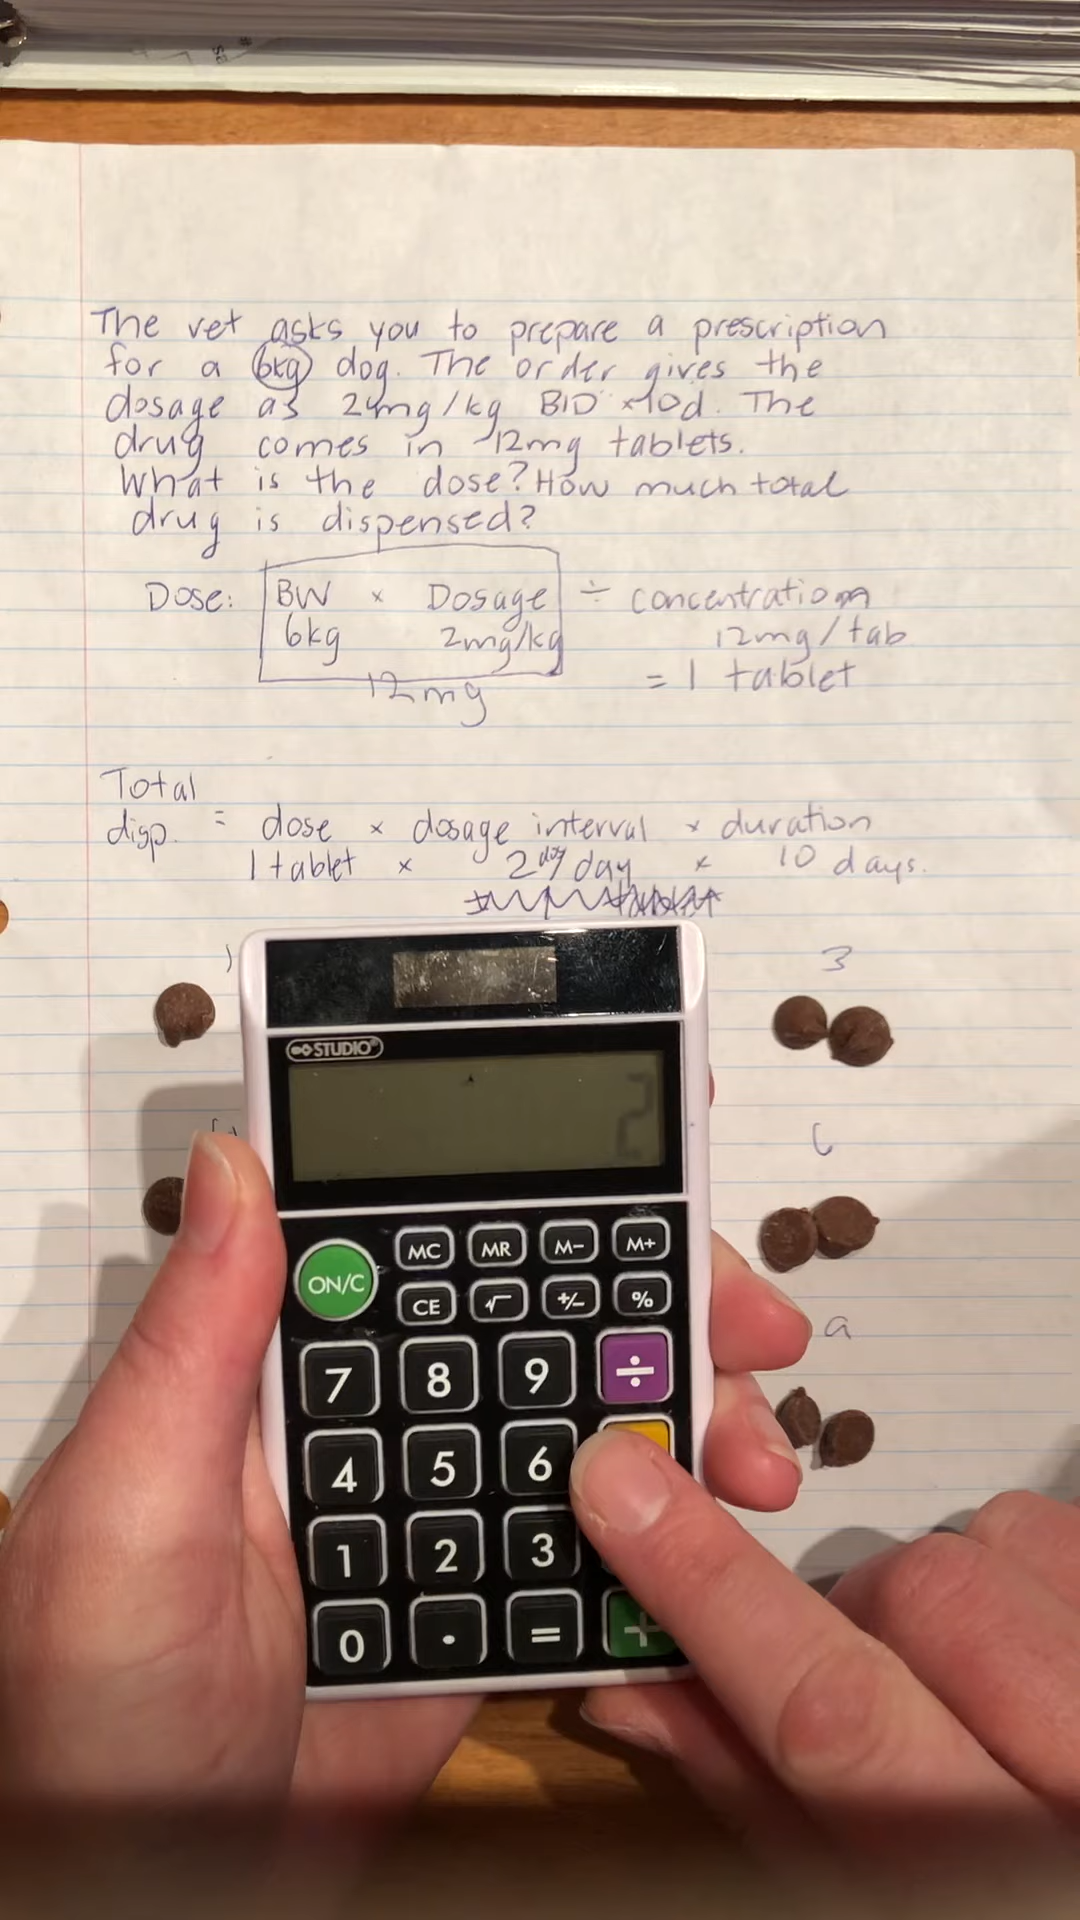 The vet asks you to prepare a prescription
for a 6kg dog. The order gives the
dosage as 2mg/kg BID x10d. The
drug comes in 12mg tablets.
What is the dose? How much total
drug is dispensed?
Dose: BW x Dosage ÷ concentration
6kg 2mg/kg 12mg/tab
12mg = 1 tablet
Total
disp. = dose x dosage interval x duration
1 tablet x 2 day x 10 days.
3
STUDIO
2
6
MC MR M- M+
ON/C CE √ +/- %
a
7 8 9 ÷
4 5 6
1 2 3
0 . = +